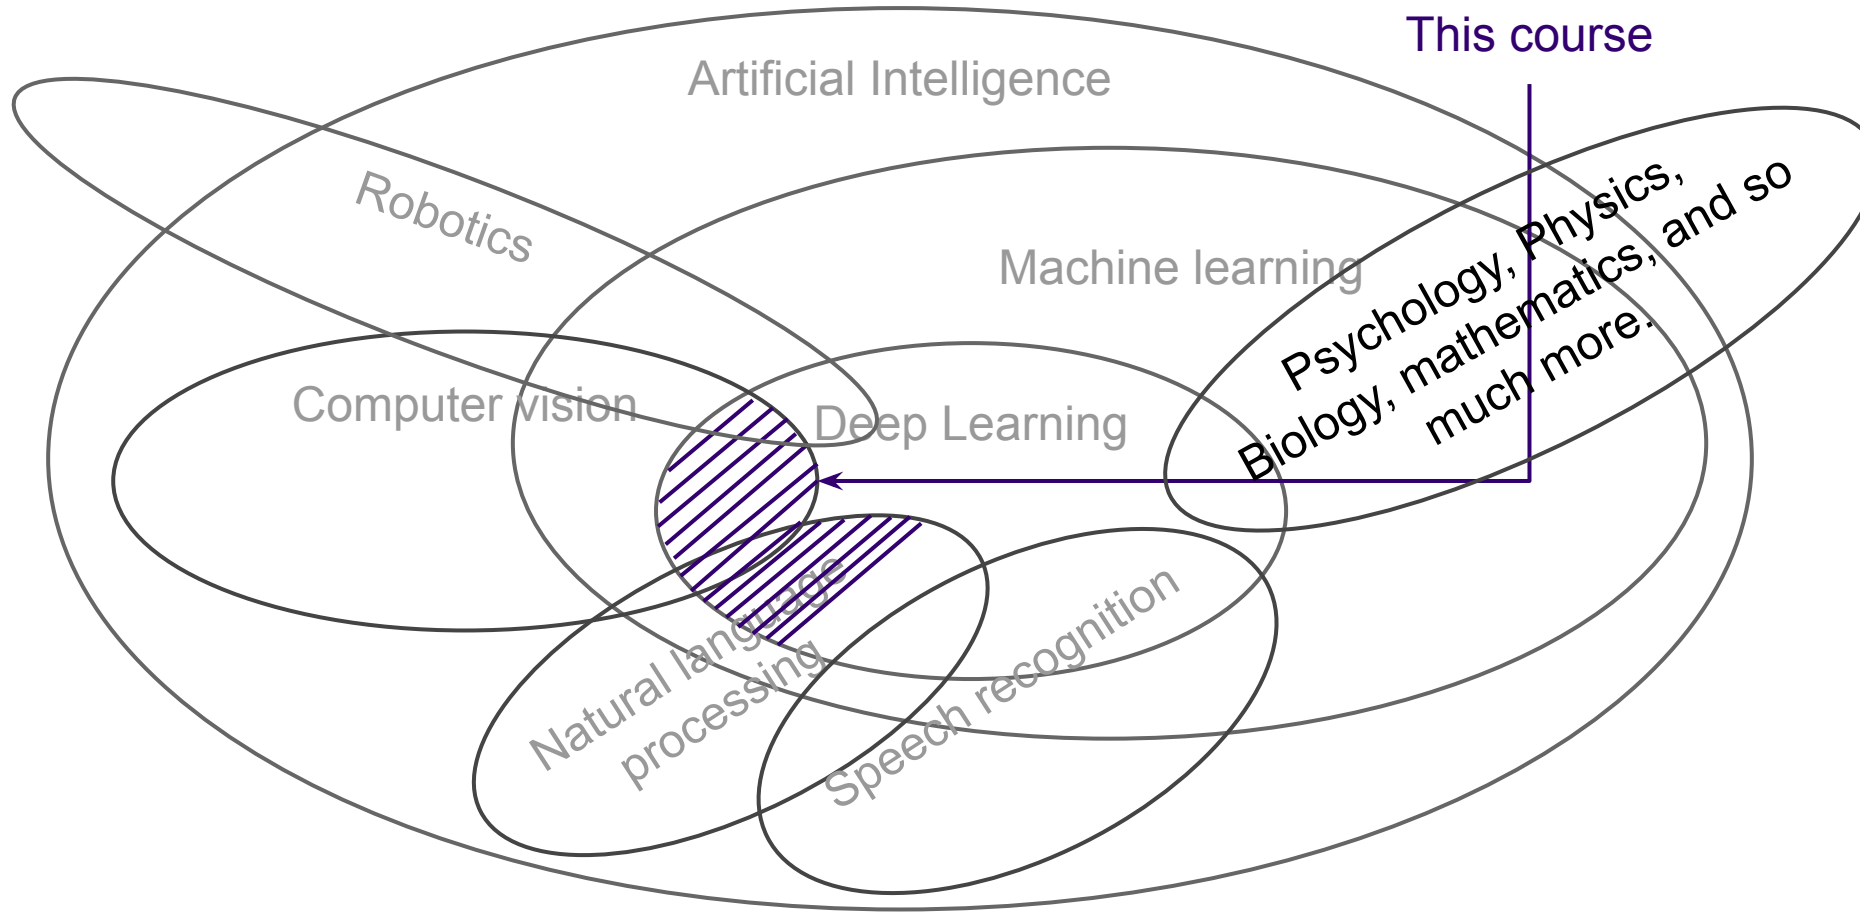 This course
Artificial Intelligence
Robotics
Machine learning
Psychology, Physics,
Biology, mathematics, and so
much more.
Computer vision
Deep Learning
Natural language
processing
Speech recognition